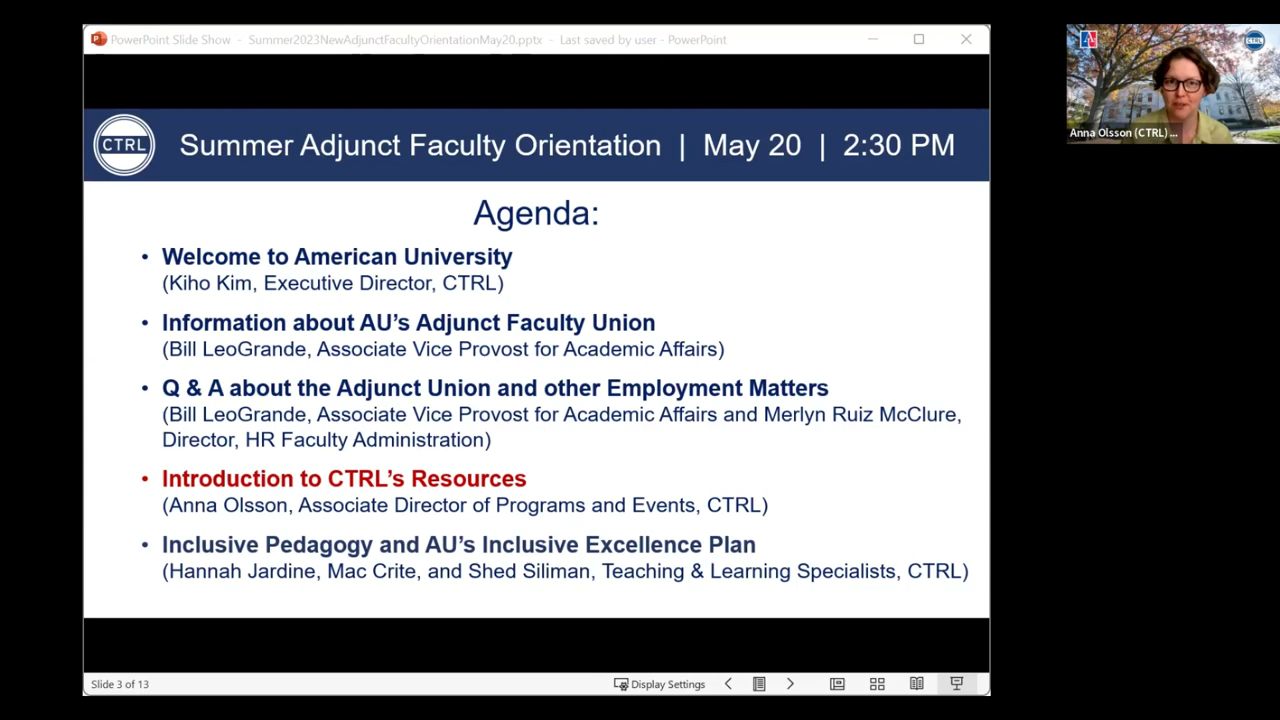 PowerPoint Slide Show - Summer2023NewAdjunctFacultyOrientationMay20.pptx - Last saved by user - PowerPoint
CTRL
Summer Adjunct Faculty Orientation | May 20 | 2:30 PM
Agenda:
• Welcome to American University
(Kiho Kim, Executive Director, CTRL)
• Information about AU’s Adjunct Faculty Union
(Bill LeoGrande, Associate Vice Provost for Academic Affairs)
• Q & A about the Adjunct Union and other Employment Matters
(Bill LeoGrande, Associate Vice Provost for Academic Affairs and Merlyn Ruiz McClure,
Director, HR Faculty Administration)
• Introduction to CTRL’s Resources
(Anna Olsson, Associate Director of Programs and Events, CTRL)
• Inclusive Pedagogy and AU’s Inclusive Excellence Plan
(Hannah Jardine, Mac Crite, and Shed Siliman, Teaching & Learning Specialists, CTRL)
Slide 3 of 13
Display Settings
CTRL
Anna Olsson (CTRL) ...